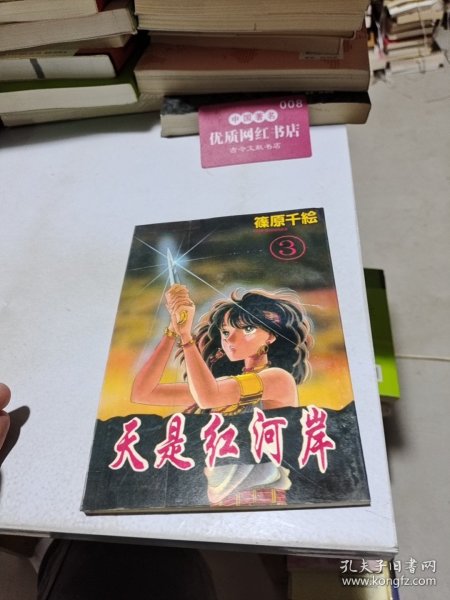 008
中国著名
优质网红书店
古今文献书店
篠原千絵
3
天是红河岸
孔夫子旧书网
www.kongfz.com